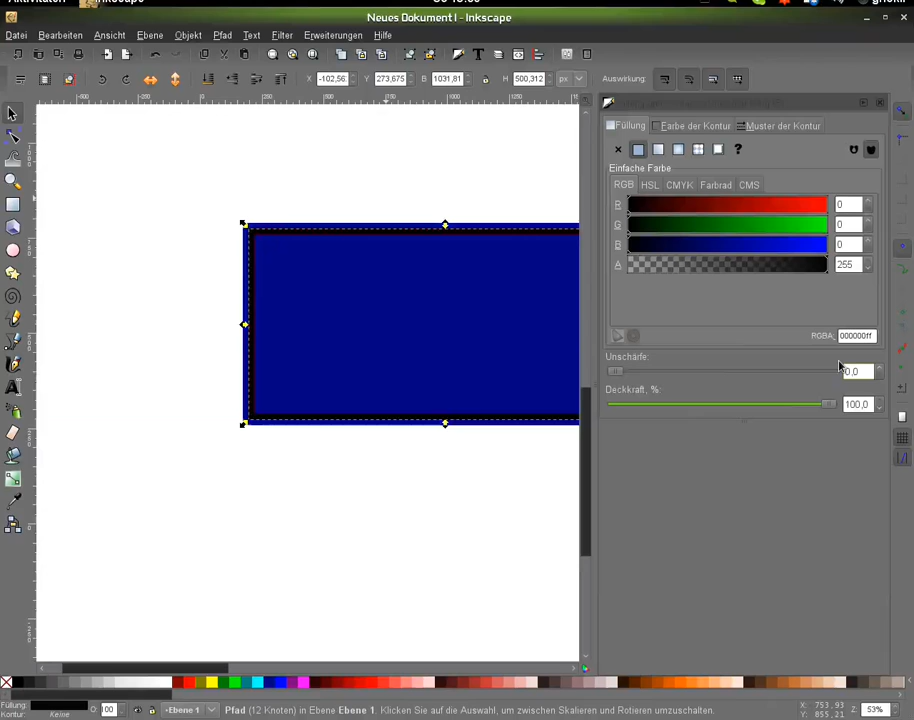 Neues Dokument 1 - Inkscape
Datei Bearbeiten Ansicht Ebene Objekt Pfad Text Filter Erweiterungen Hilfe
X -102,56; Y 273,675 B 1031,81 H 500,312 px Auswirkung:
Füllung Farbe der Kontur Muster der Kontur
?
Einfache Farbe
RGB HSL CMYK Farbrad CMS
R 0
G 0
B 0
A 255
RGBA: 000000ff
Unschärfe:
0,0
Deckkraft, %:
100,0
Füllung:
Kontur: Keine
O: 100
Ebene 1
Pfad (12 Knoten) in Ebene Ebene 1. Klicken Sie auf die Auswahl, um zwischen Skalieren und Rotieren umzuschalten.
X: 753,93
Y: 855,21
Z: 53%